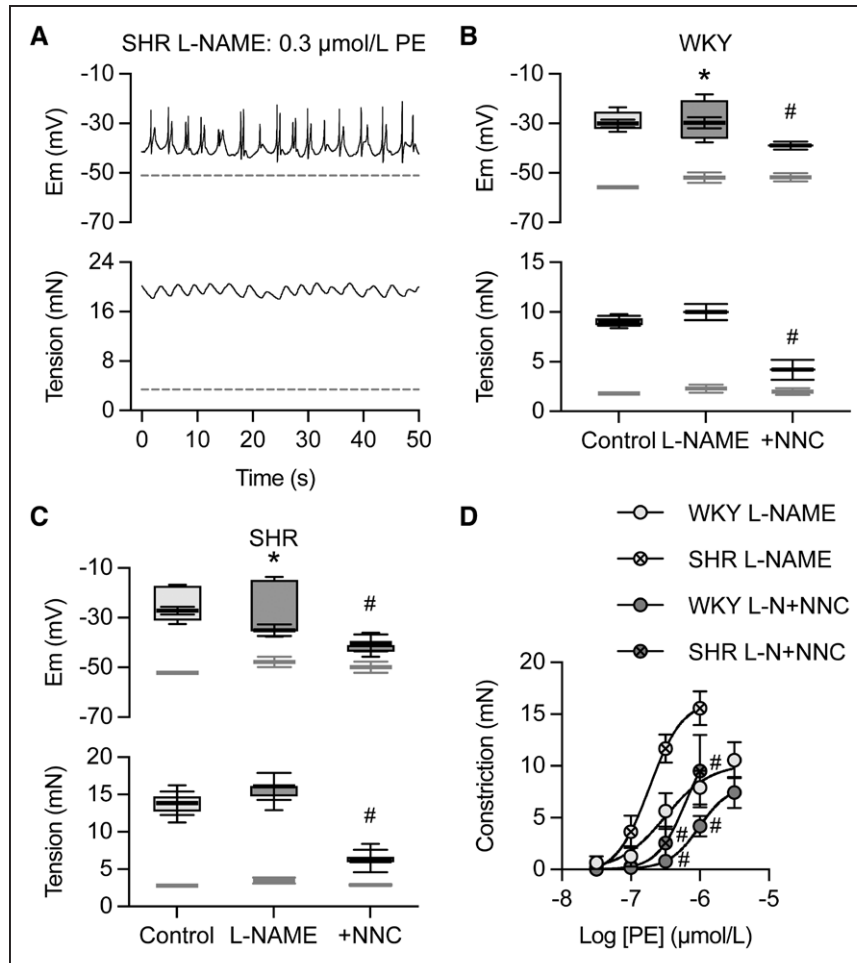 A
SHR L-NAME: 0.3 µmol/L PE
-10
-30
-50
-70
Em (mV)
24
16
8
0
Tension (mN)
0 10 20 30 40 50
Time (s)
B
WKY
-10
-30
-50
-70
Em (mV)
*
#
15
10
5
0
Tension (mN)
#
Control L-NAME +NNC
C
SHR
-10
-30
-50
-70
Em (mV)
*
#
20
15
10
5
0
Tension (mN)
#
Control L-NAME +NNC
D
WKY L-NAME
SHR L-NAME
WKY L-N+NNC
SHR L-N+NNC
20
15
10
5
0
Constriction (mN)
#
#
#
#
-8 -7 -6 -5
Log [PE] (µmol/L)